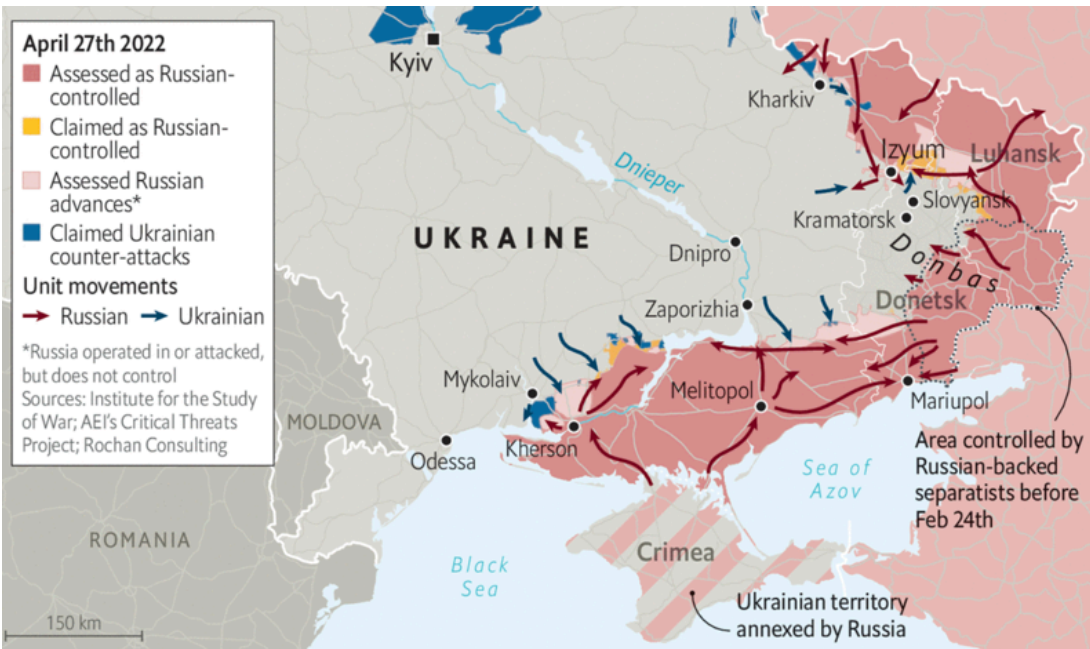 April 27th 2022
Assessed as Russian-
controlled
Claimed as Russian-
controlled
Assessed Russian
advances*
Claimed Ukrainian
counter-attacks
Unit movements
Russian
Ukrainian
*Russia operated in or attacked,
but does not control
Sources: Institute for the Study
of War; AEI's Critical Threats
Project; Rochan Consulting
Kyiv
Kharkiv
Izyum
Luhansk
Slovyansk
Kramatorsk
Dnieper
UKRAINE
Dnipro
Donbas
Zaporizhia
Donetsk
Mykolaiv
Melitopol
Mariupol
MOLDOVA
Odessa
Kherson
Sea of
Azov
Area controlled by
Russian-backed
separatists before
Feb 24th
ROMANIA
Black
Sea
Crimea
Ukrainian territory
annexed by Russia
150 km